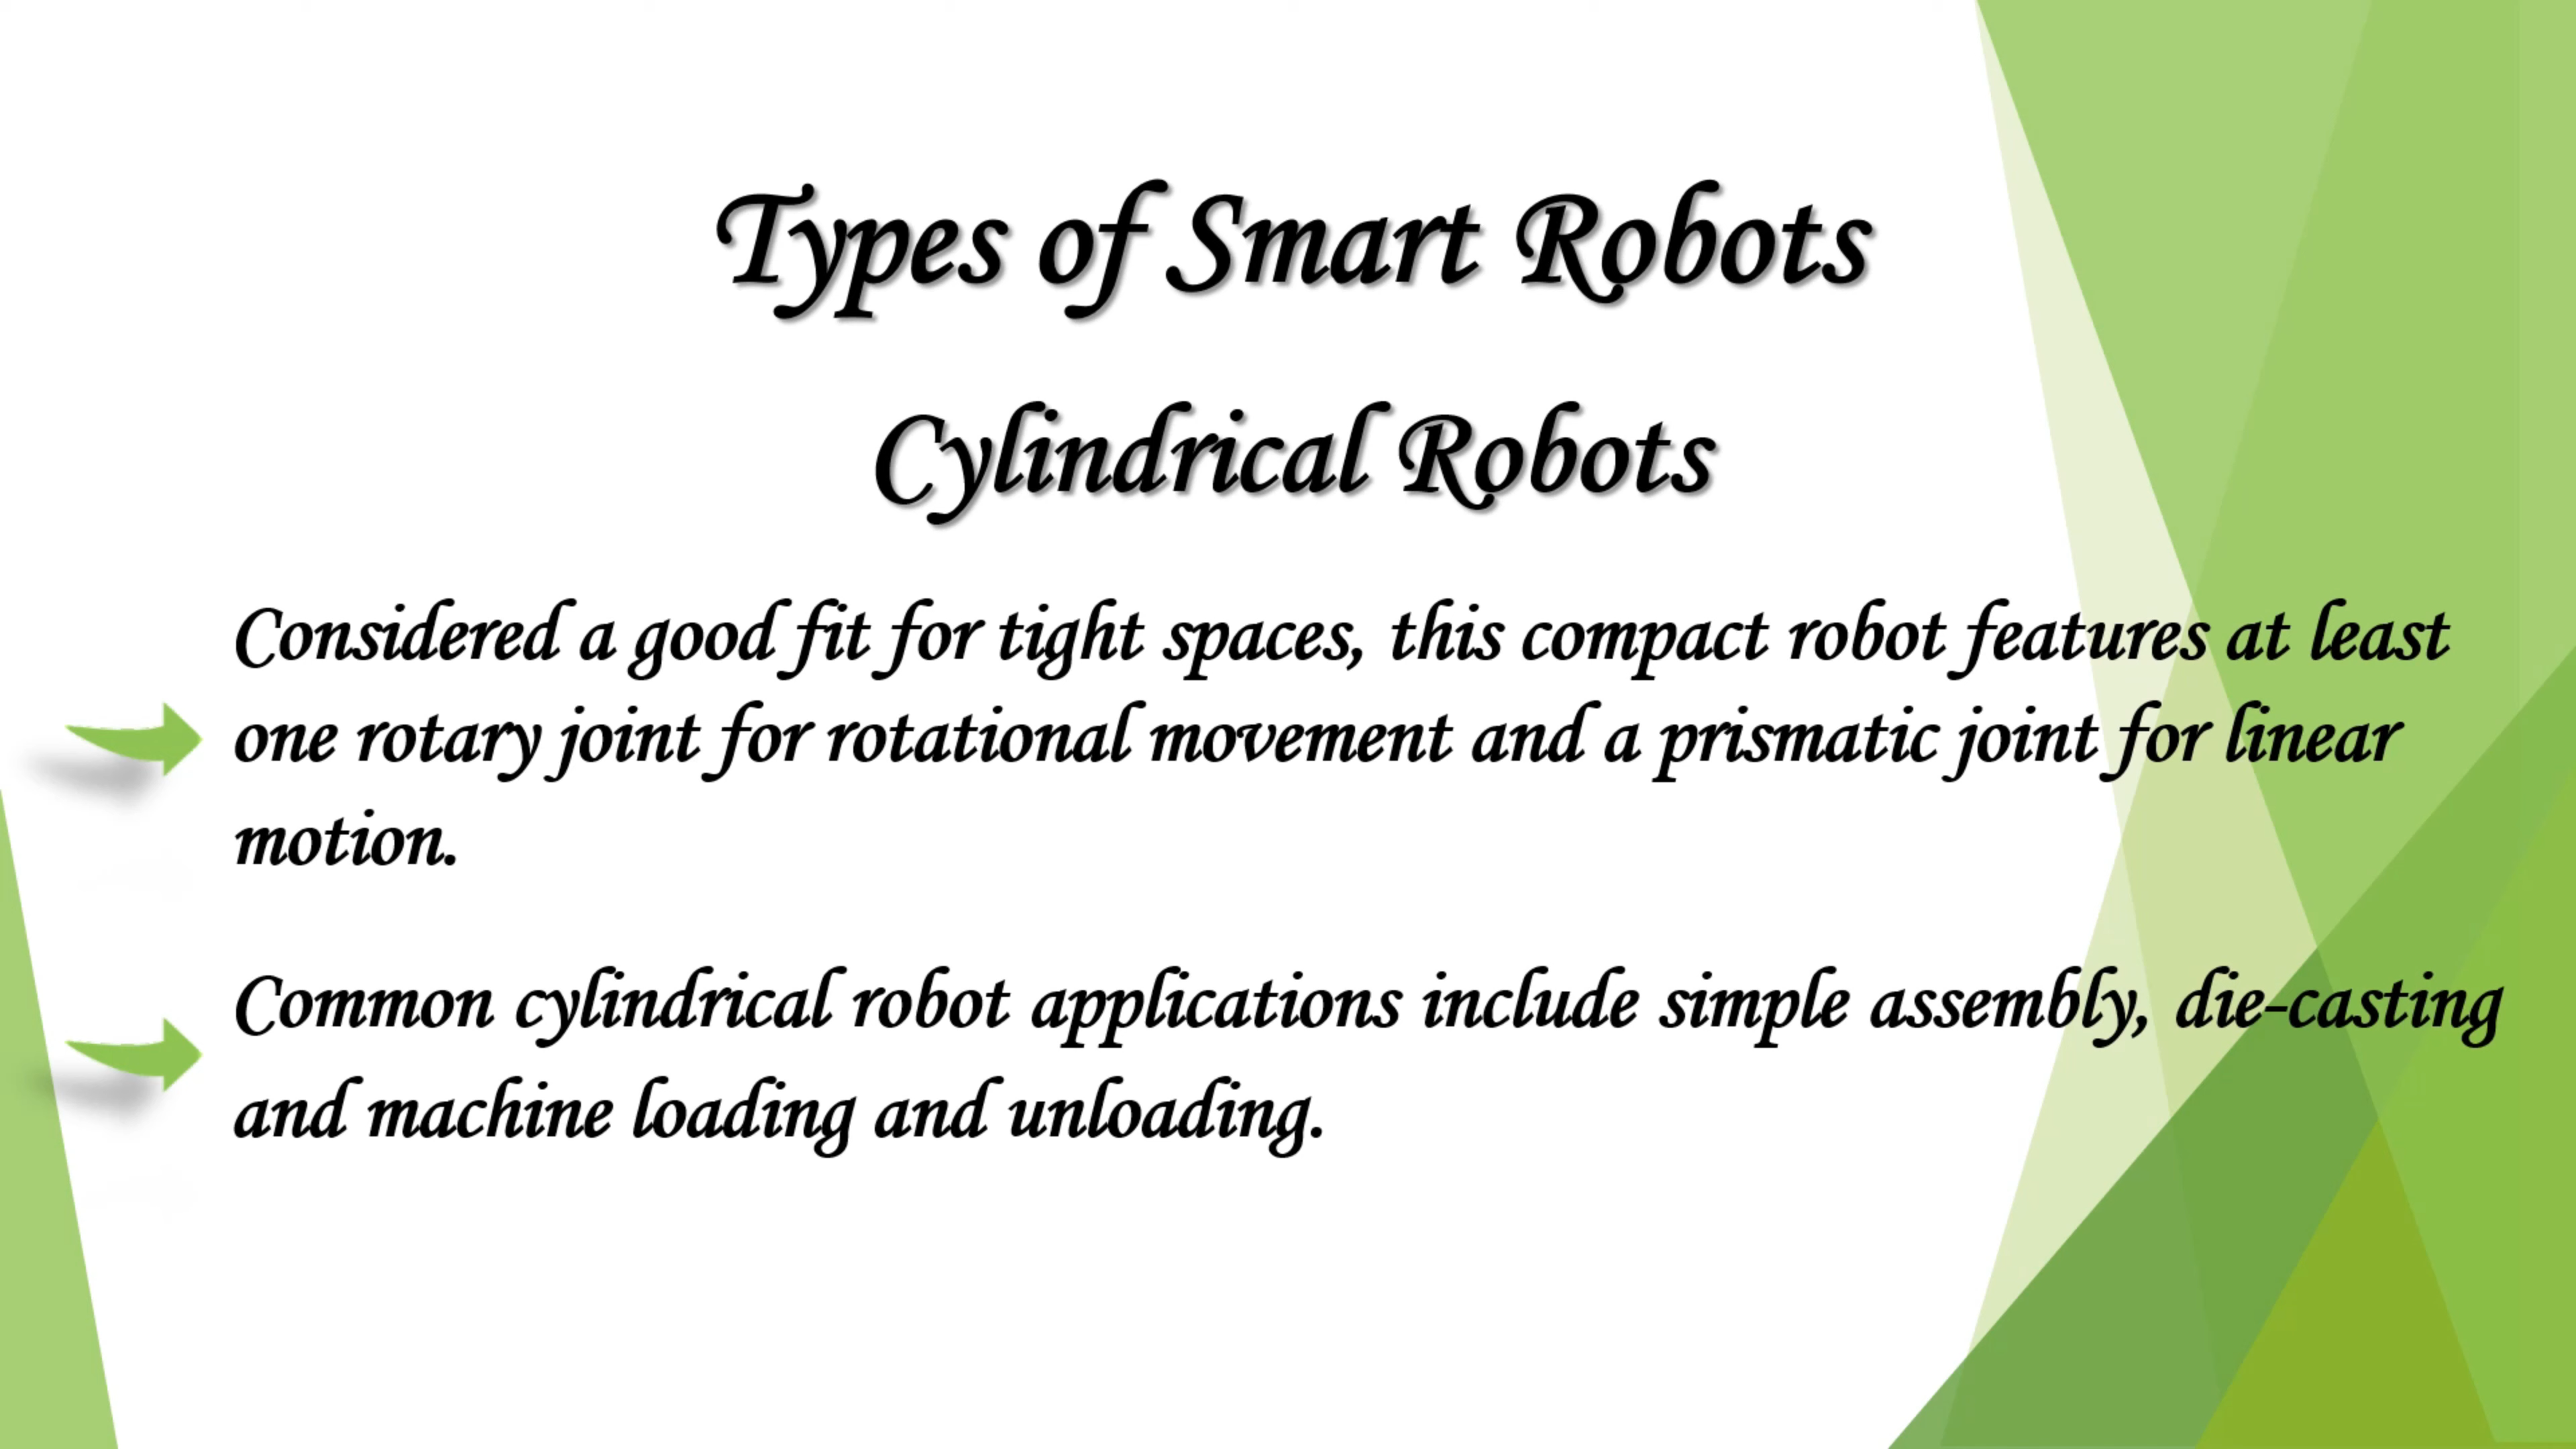 Types of Smart Robots
Cylindrical Robots
Considered a good fit for tight spaces, this compact robot features at least
one rotary joint for rotational movement and a prismatic joint for linear
motion.
Common cylindrical robot applications include simple assembly, die-casting
and machine loading and unloading.